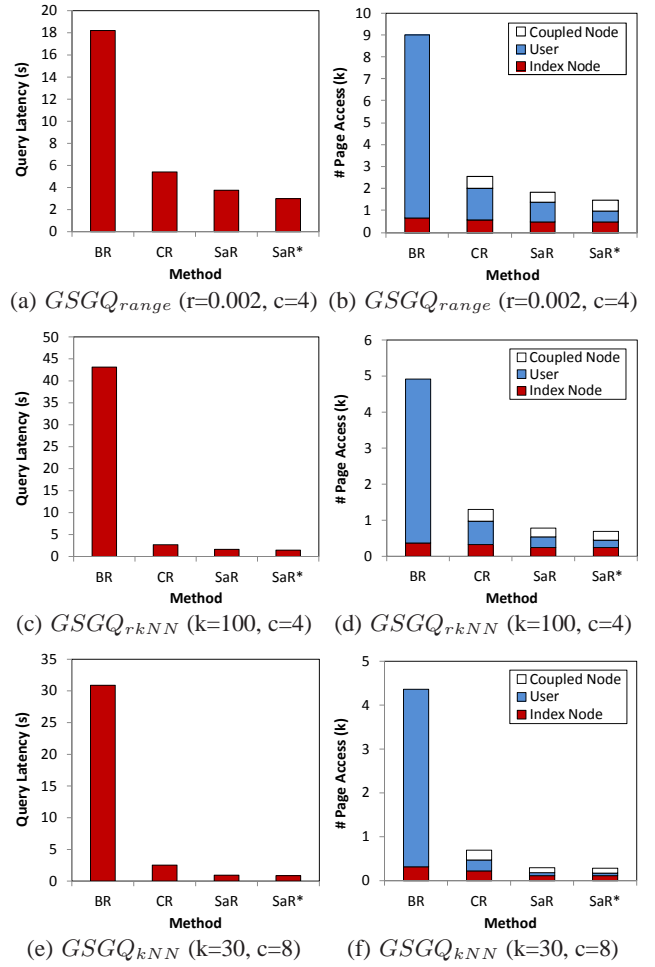 Query Latency (s)
20
18
16
14
12
10
8
6
4
2
0
BR CR SaR SaR*
Method
# Page Access (k)
10
9
8
7
6
5
4
3
2
1
0
Coupled Node
User
Index Node
BR CR SaR SaR*
Method
(a) GSGQrange (r=0.002, c=4) (b) GSGQrange (r=0.002, c=4)
Query Latency (s)
50
45
40
35
30
25
20
15
10
5
0
BR CR SaR SaR*
Method
# Page Access (k)
6
5
4
3
2
1
0
Coupled Node
User
Index Node
BR CR SaR SaR*
Method
(c) GSGQrkNN (k=100, c=4) (d) GSGQrkNN (k=100, c=4)
Query Latency (s)
35
30
25
20
15
10
5
0
BR CR SaR SaR*
Method
# Page Access (k)
5
4
3
2
1
0
Coupled Node
User
Index Node
BR CR SaR SaR*
Method
(e) GSGQkNN (k=30, c=8) (f) GSGQkNN (k=30, c=8)